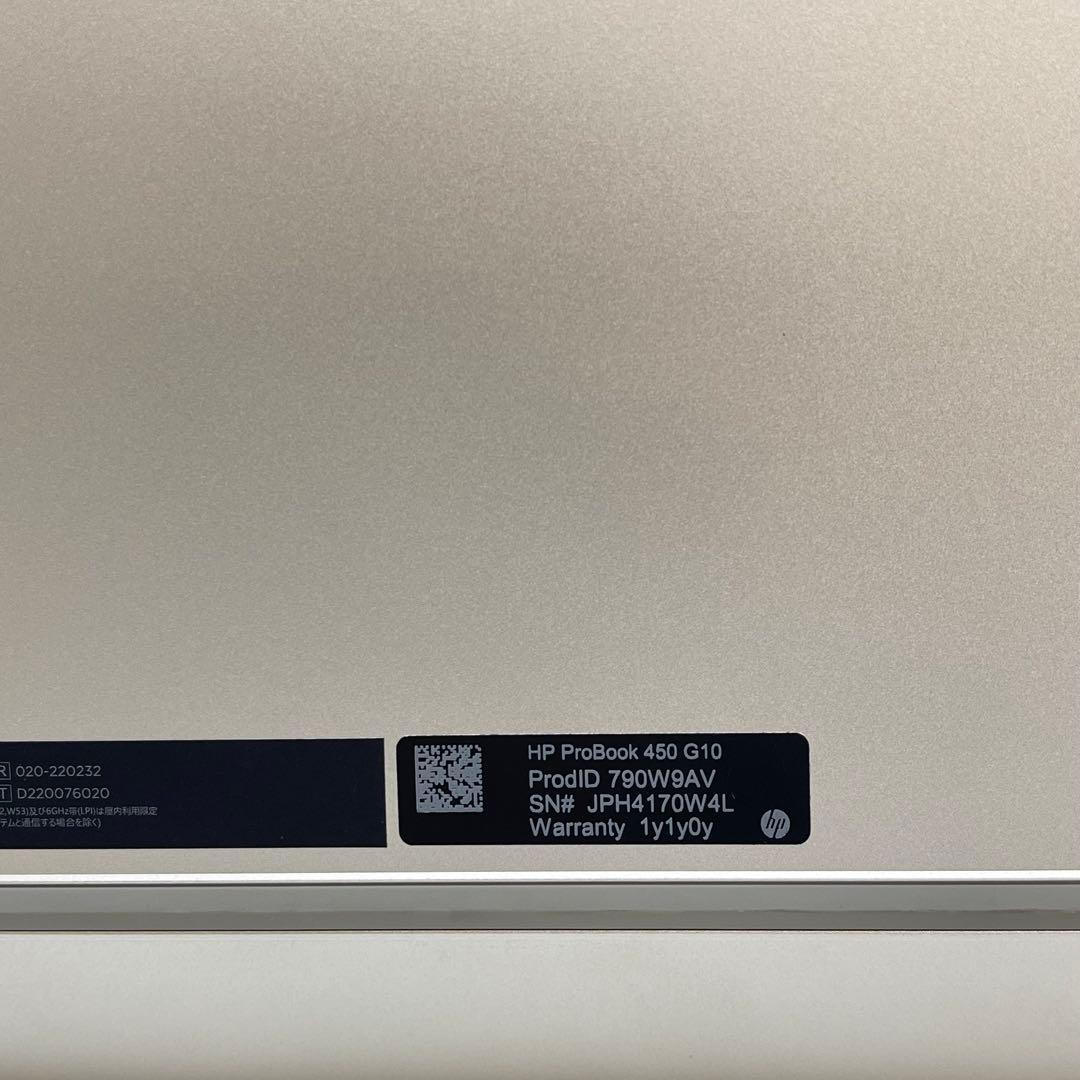 R 020-220232
T D220076020
2,W53)及び6GHz帯(LPI)は屋内利用限定
テムと通信する場合を除く)
HP ProBook 450 G10
ProdID 790W9AV
SN# JPH4170W4L
Warranty 1y1y0y
hp